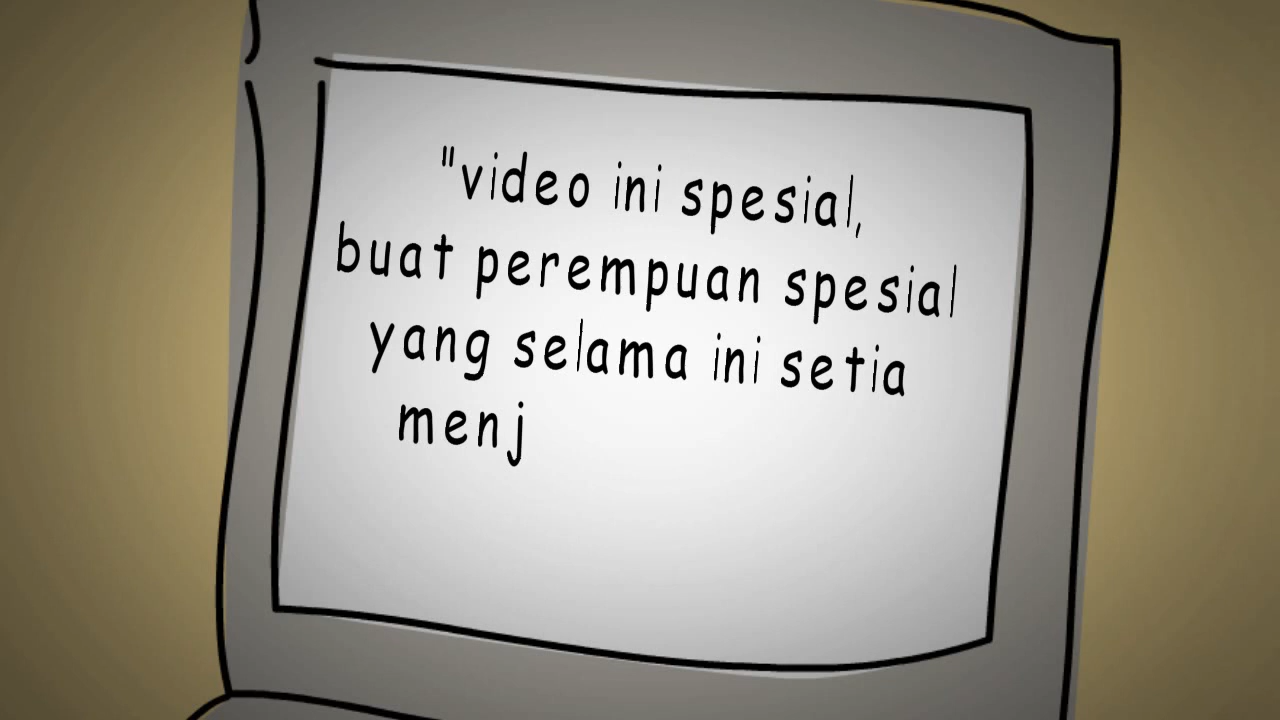 "video ini spesial,
buat perempuan spesial
yang selama ini setia
menj